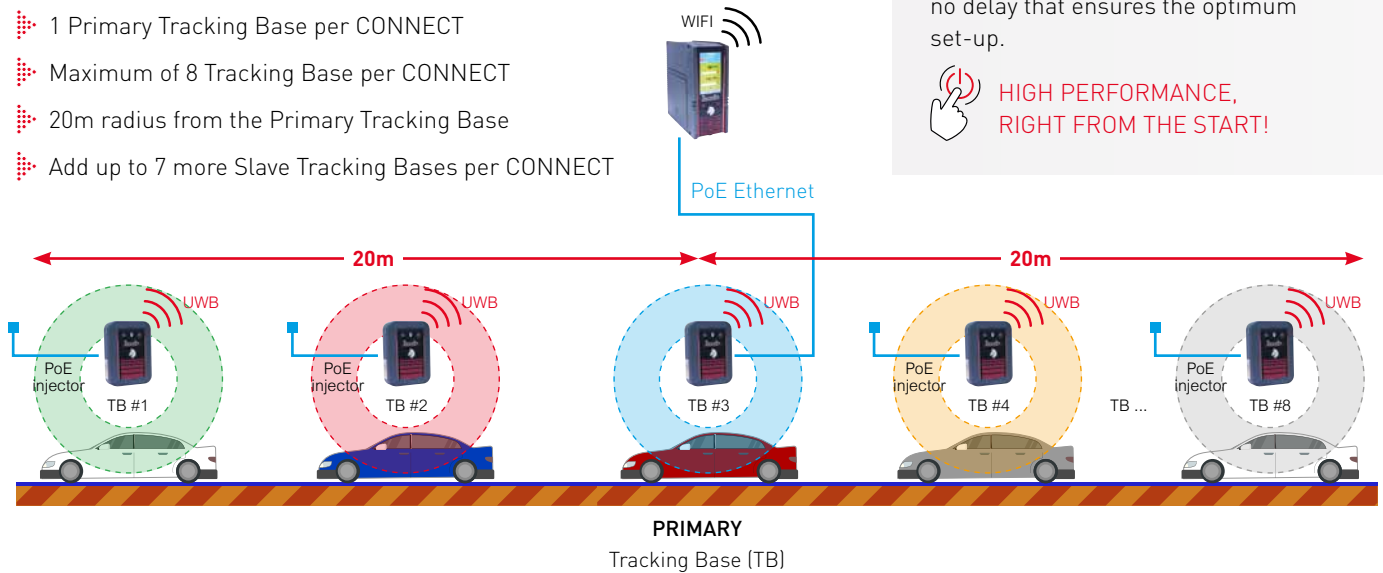 1 Primary Tracking Base per CONNECT
Maximum of 8 Tracking Base per CONNECT
20m radius from the Primary Tracking Base
Add up to 7 more Slave Tracking Bases per CONNECT
WIFI
no delay that ensures the optimum
set-up.
HIGH PERFORMANCE,
RIGHT FROM THE START!
PoE Ethernet
20m
20m
UWB
PoE
injector
TB #1
UWB
PoE
injector
TB #2
UWB
TB #3
UWB
PoE
injector
TB #4
TB ...
UWB
PoE
injector
TB #8
PRIMARY
Tracking Base (TB)